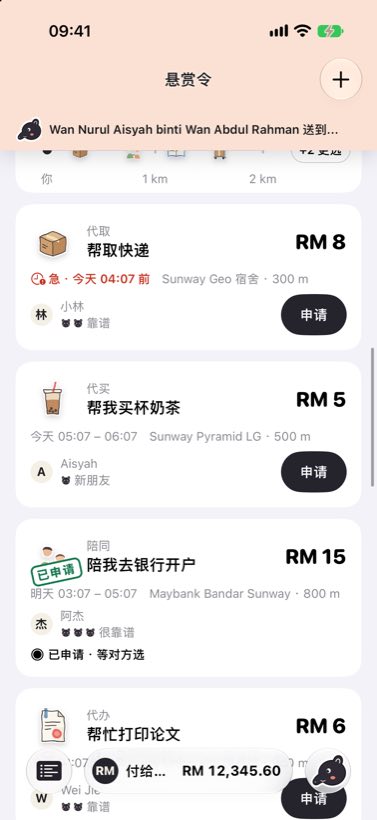 09:41
悬赏令
Wan Nurul Aisyah binti Wan Abdul Rahman 送到...
你 1 km 2 km
代取
帮取快递
RM 8
急 · 今天 04:07 前 Sunway Geo 宿舍 · 300 m
林 小林
靠谱
申请
代买
帮我买杯奶茶
RM 5
今天 05:07 – 06:07 Sunway Pyramid LG · 500 m
A Aisyah
新朋友
申请
陪同
已申请
陪我去银行开户
RM 15
明天 03:07 – 05:07 Maybank Bandar Sunway · 800 m
杰 阿杰
很靠谱
已申请 · 等对方选
代办
帮忙打印论文
RM 6
RM 付给... RM 12,345.60
W Wei Jie
靠谱
申请